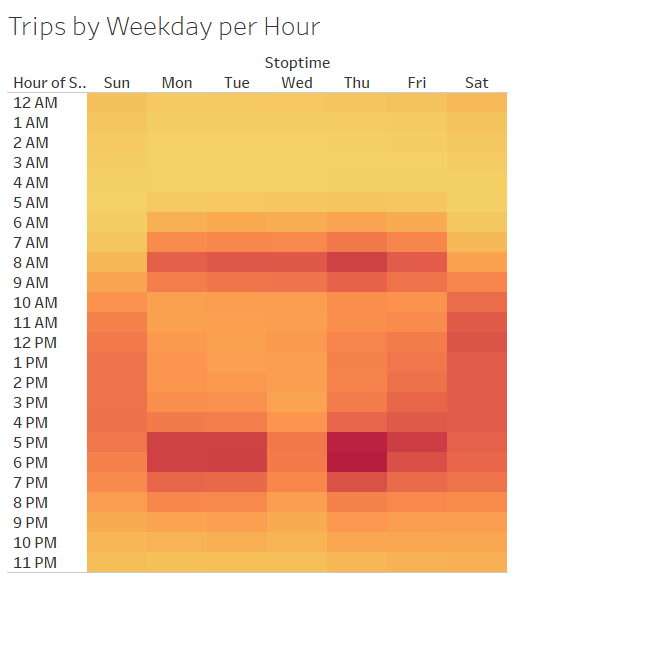 Trips by Weekday per Hour
Stoptime
Hour of S.. Sun Mon Tue Wed Thu Fri Sat
12 AM
1 AM
2 AM
3 AM
4 AM
5 AM
6 AM
7 AM
8 AM
9 AM
10 AM
11 AM
12 PM
1 PM
2 PM
3 PM
4 PM
5 PM
6 PM
7 PM
8 PM
9 PM
10 PM
11 PM